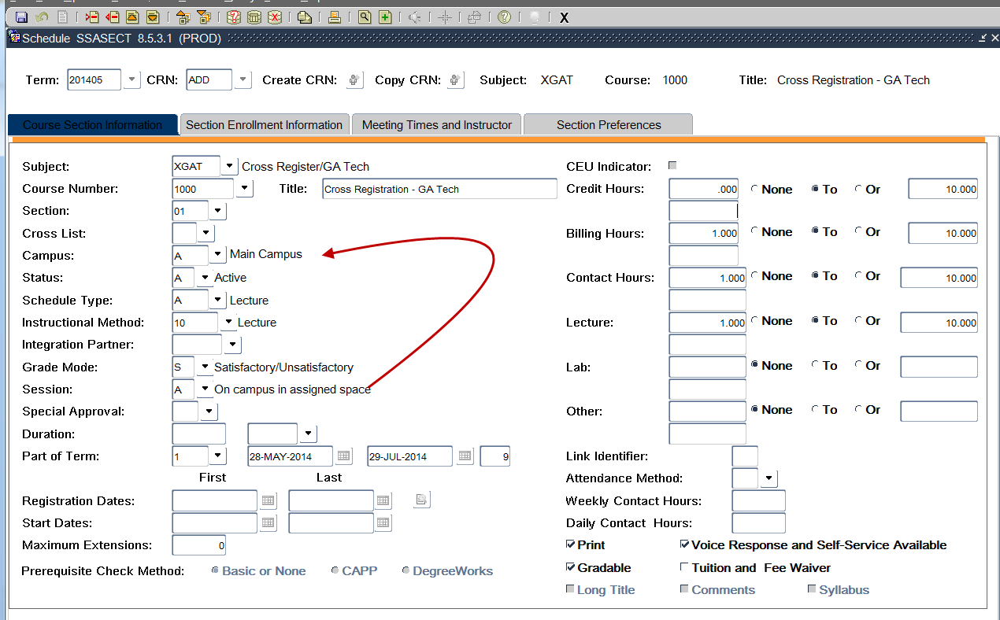 Schedule SSASECT 8.5.3.1 (PROD)
Term: 201405 CRN: ADD Create CRN: Copy CRN: Subject: XGAT Course: 1000 Title: Cross Registration - GA Tech
Course Section Information Section Enrollment Information Meeting Times and Instructor Section Preferences
Subject: XGAT Cross Register/GA Tech CEU Indicator:
Course Number: 1000 Title: Cross Registration - GA Tech Credit Hours: .000 None To Or 10.000
Section: 01
Cross List: Billing Hours: 1.000 None To Or 10.000
Campus: A Main Campus
Status: A Active Contact Hours: 1.000 None To Or 10.000
Schedule Type: A Lecture
Instructional Method: 10 Lecture Lecture: 1.000 None To Or 10.000
Integration Partner:
Grade Mode: S Satisfactory/Unsatisfactory Lab: None To Or
Session: A On campus in assigned space
Special Approval: Other: None To Or
Duration:
Part of Term: 1 28-MAY-2014 29-JUL-2014 9 Link Identifier:
First Last Attendance Method:
Registration Dates: Weekly Contact Hours:
Start Dates: Daily Contact Hours:
Maximum Extensions: 0 Print Voice Response and Self-Service Available
Prerequisite Check Method: Basic or None CAPP DegreeWorks Gradable Tuition and Fee Waiver
Long Title Comments Syllabus